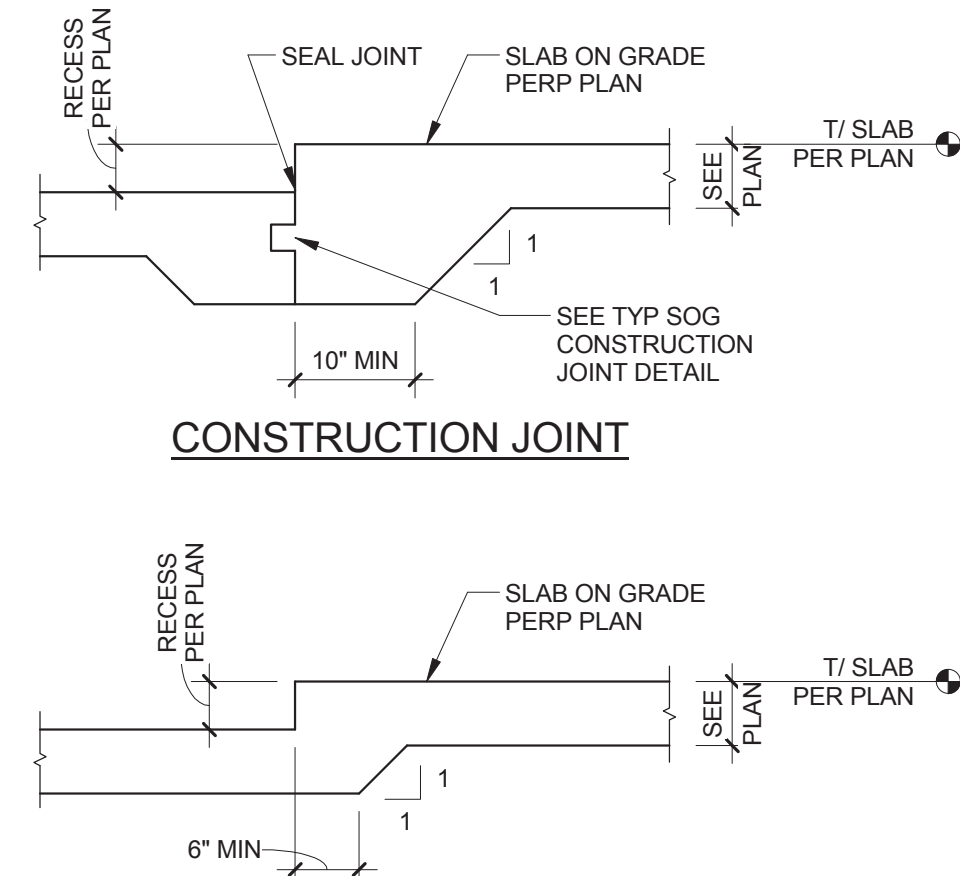 RECESS
PER PLAN
SEAL JOINT
SLAB ON GRADE
PERP PLAN
T/ SLAB
PER PLAN
SEE
PLAN
1
1
SEE TYP SOG
CONSTRUCTION
JOINT DETAIL
10" MIN
CONSTRUCTION JOINT
RECESS
PER PLAN
SLAB ON GRADE
PERP PLAN
T/ SLAB
PER PLAN
SEE
PLAN
1
1
6" MIN